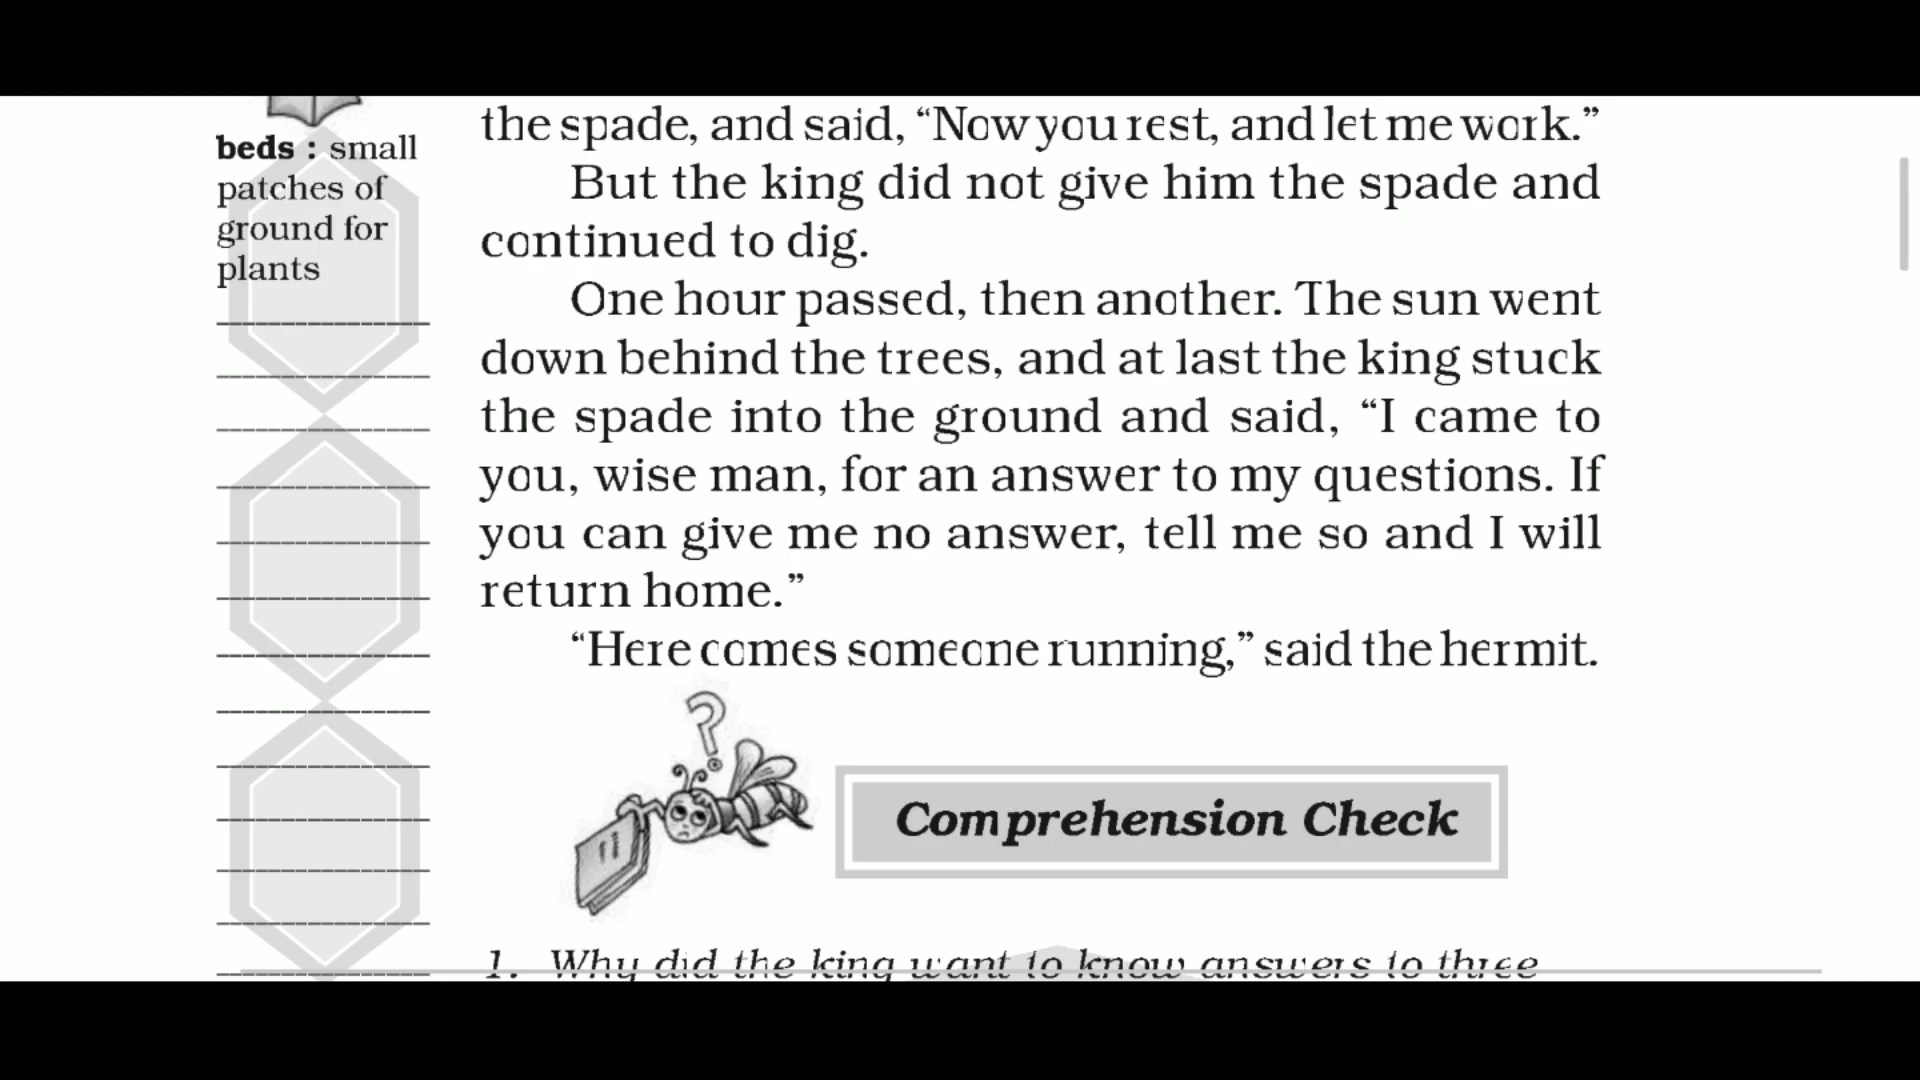 beds : small
patches of
ground for
plants
the spade, and said, “Now you rest, and let me work.”
But the king did not give him the spade and
continued to dig.
One hour passed, then another. The sun went
down behind the trees, and at last the king stuck
the spade into the ground and said, “I came to
you, wise man, for an answer to my questions. If
you can give me no answer, tell me so and I will
return home.”
“Here comes someone running,” said the hermit.
?
Comprehension Check
1. Why did the king want to know answers to three